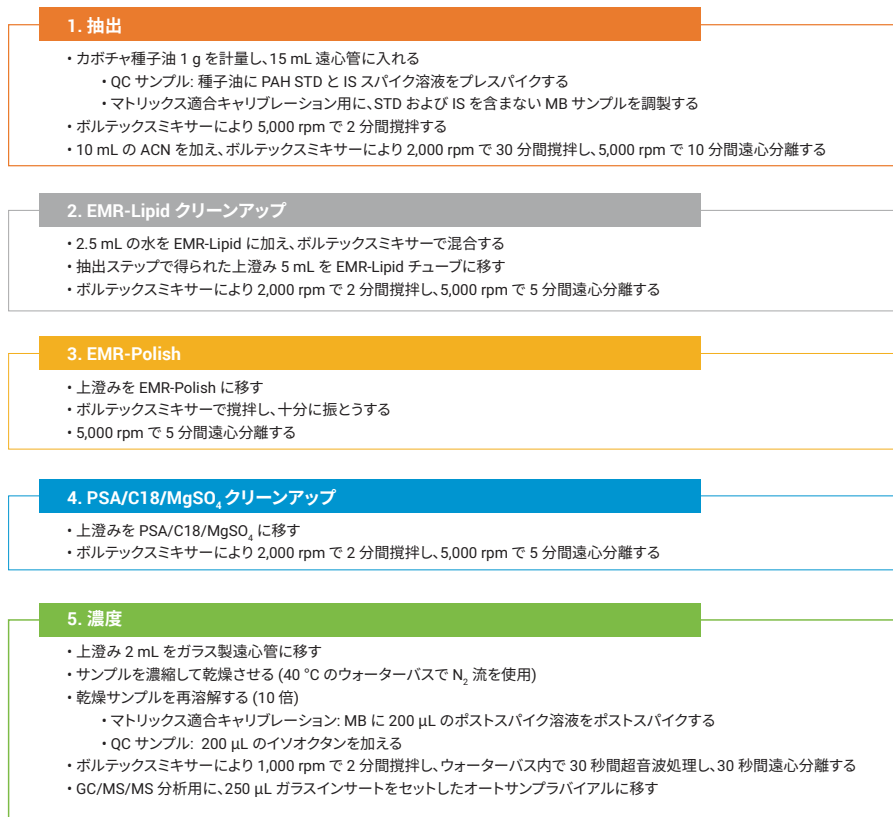 1. 抽出
・カボチャ種子油 1 g を計量し、15 mL 遠心管に入れる
・QC サンプル: 種子油に PAH STD と IS スパイク溶液をプレスパイクする
・マトリックス適合キャリブレーション用に、STD および IS を含まない MB サンプルを調製する
・ボルテックスミキサーにより 5,000 rpm で 2 分間撹拌する
・10 mL の ACN を加え、ボルテックスミキサーにより 2,000 rpm で 30 分間撹拌し、5,000 rpm で 10 分間遠心分離する
2. EMR-Lipid クリーンアップ
・2.5 mL の水を EMR-Lipid に加え、ボルテックスミキサーで混合する
・抽出ステップで得られた上澄み 5 mL を EMR-Lipid チューブに移す
・ボルテックスミキサーにより 2,000 rpm で 2 分間撹拌し、5,000 rpm で 5 分間遠心分離する
3. EMR-Polish
・上澄みを EMR-Polish に移す
・ボルテックスミキサーで撹拌し、十分に振とうする
・5,000 rpm で 5 分間遠心分離する
4. PSA/C18/MgSO₄ クリーンアップ
・上澄みを PSA/C18/MgSO₄ に移す
・ボルテックスミキサーにより 2,000 rpm で 2 分間撹拌し、5,000 rpm で 5 分間遠心分離する
5. 濃度
・上澄み 2 mL をガラス製遠心管に移す
・サンプルを濃縮して乾燥させる (40 °C のウォーターバスで N₂ 流を使用)
・乾燥サンプルを再溶解する (10 倍)
・マトリックス適合キャリブレーション: MB に 200 µL のポストスパイク溶液をポストスパイクする
・QC サンプル: 200 µL のイソオクタンを加える
・ボルテックスミキサーにより 1,000 rpm で 2 分間撹拌し、ウォーターバス内で 30 秒間超音波処理し、30 秒間遠心分離する
・GC/MS/MS 分析用に、250 µL ガラスインサートをセットしたオートサンプラバイアルに移す